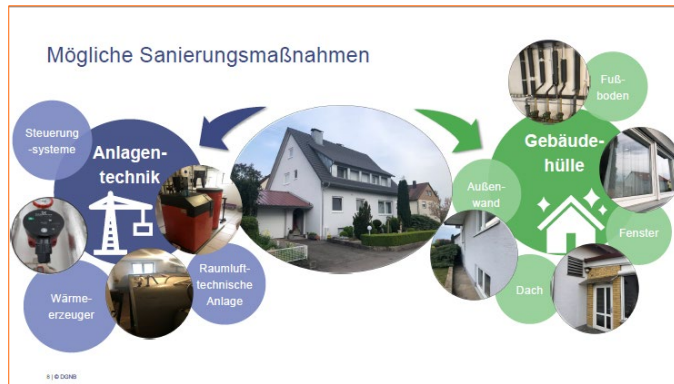 Mögliche Sanierungsmaßnahmen
Steuerung
-systeme
Anlagen-
technik
Wärme-
erzeuger
Raumluft-
technische
Anlage
Fuß-
boden
Gebäude-
hülle
Außen-
wand
Fenster
Dach
6 | © DGNB